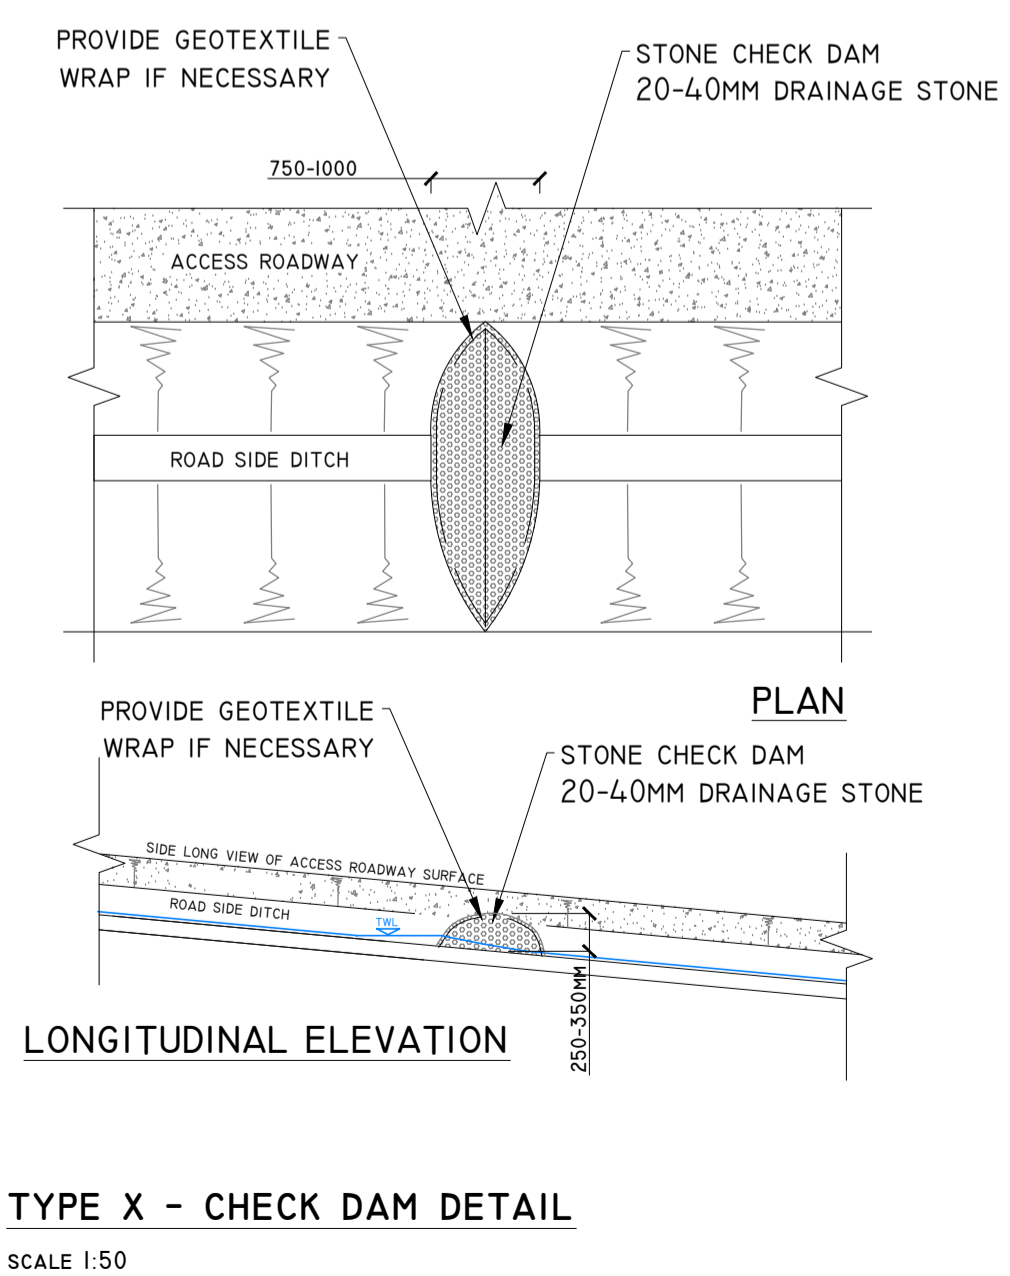 PROVIDE GEOTEXTILE
WRAP IF NECESSARY
STONE CHECK DAM
20-40MM DRAINAGE STONE
750-1000
ACCESS ROADWAY
ROAD SIDE DITCH
PLAN
PROVIDE GEOTEXTILE
WRAP IF NECESSARY
STONE CHECK DAM
20-40MM DRAINAGE STONE
SIDE LONG VIEW OF ACCESS ROADWAY SURFACE
ROAD SIDE DITCH
TWL
250-350MM
LONGITUDINAL ELEVATION
TYPE X - CHECK DAM DETAIL
SCALE 1:50